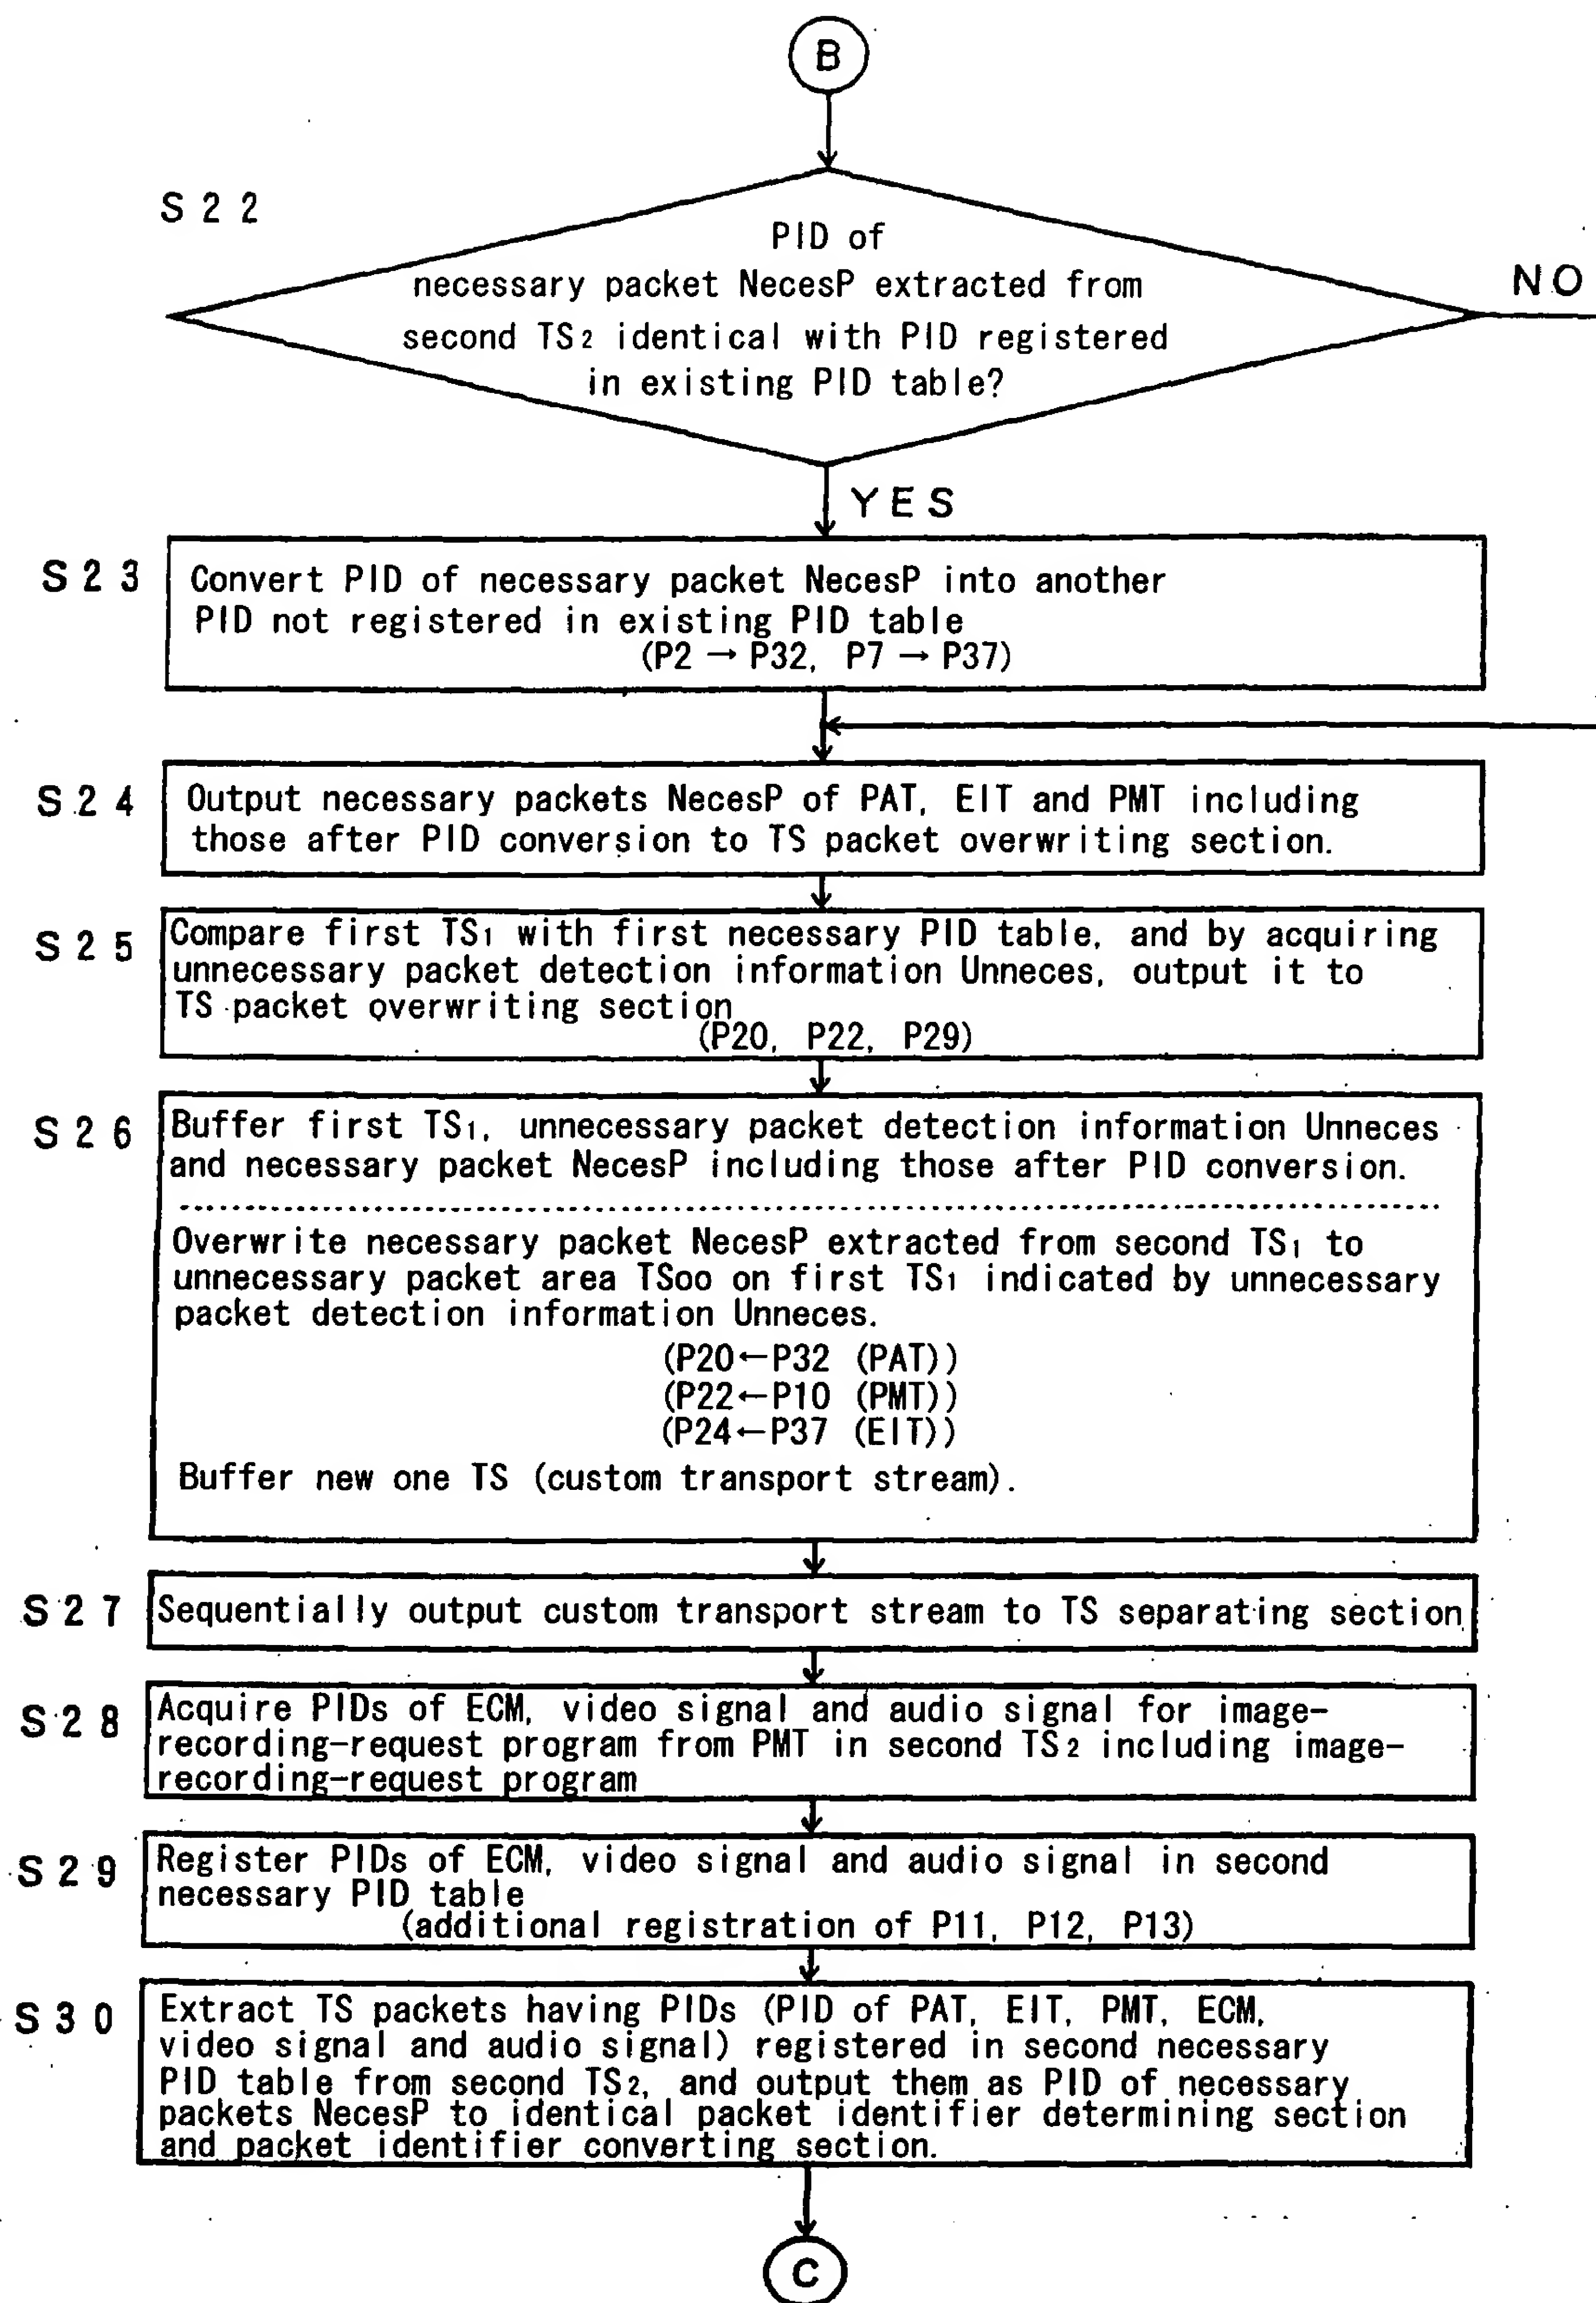 B
S22
PID of
necessary packet NecesP extracted from
second TS2 identical with PID registered
in existing PID table?
NO
YES
S23
Convert PID of necessary packet NecesP into another
PID not registered in existing PID table
(P2 → P32, P7 → P37)
S24
Output necessary packets NecesP of PAT, EIT and PMT including
those after PID conversion to TS packet overwriting section.
S25
Compare first TS1 with first necessary PID table, and by acquiring
unnecessary packet detection information Unneces, output it to
TS packet overwriting section
(P20, P22, P29)
S26
Buffer first TS1, unnecessary packet detection information Unneces
and necessary packet NecesP including those after PID conversion.
Overwrite necessary packet NecesP extracted from second TS1 to
unnecessary packet area TS00 on first TS1 indicated by unnecessary
packet detection information Unneces.
(P20←P32 (PAT))
(P22←P10 (PMT))
(P24←P37 (EIT))
Buffer new one TS (custom transport stream).
S27
Sequentially output custom transport stream to TS separating section
S28
Acquire PIDs of ECM, video signal and audio signal for image-
recording-request program from PMT in second TS2 including image-
recording-request program
S29
Register PIDs of ECM, video signal and audio signal in second
necessary PID table
(additional registration of P11, P12, P13)
S30
Extract TS packets having PIDs (PID of PAT, EIT, PMT, ECM,
video signal and audio signal) registered in second necessary
PID table from second TS2, and output them as PID of necessary
packets NecesP to identical packet identifier determining section
and packet identifier converting section.
C